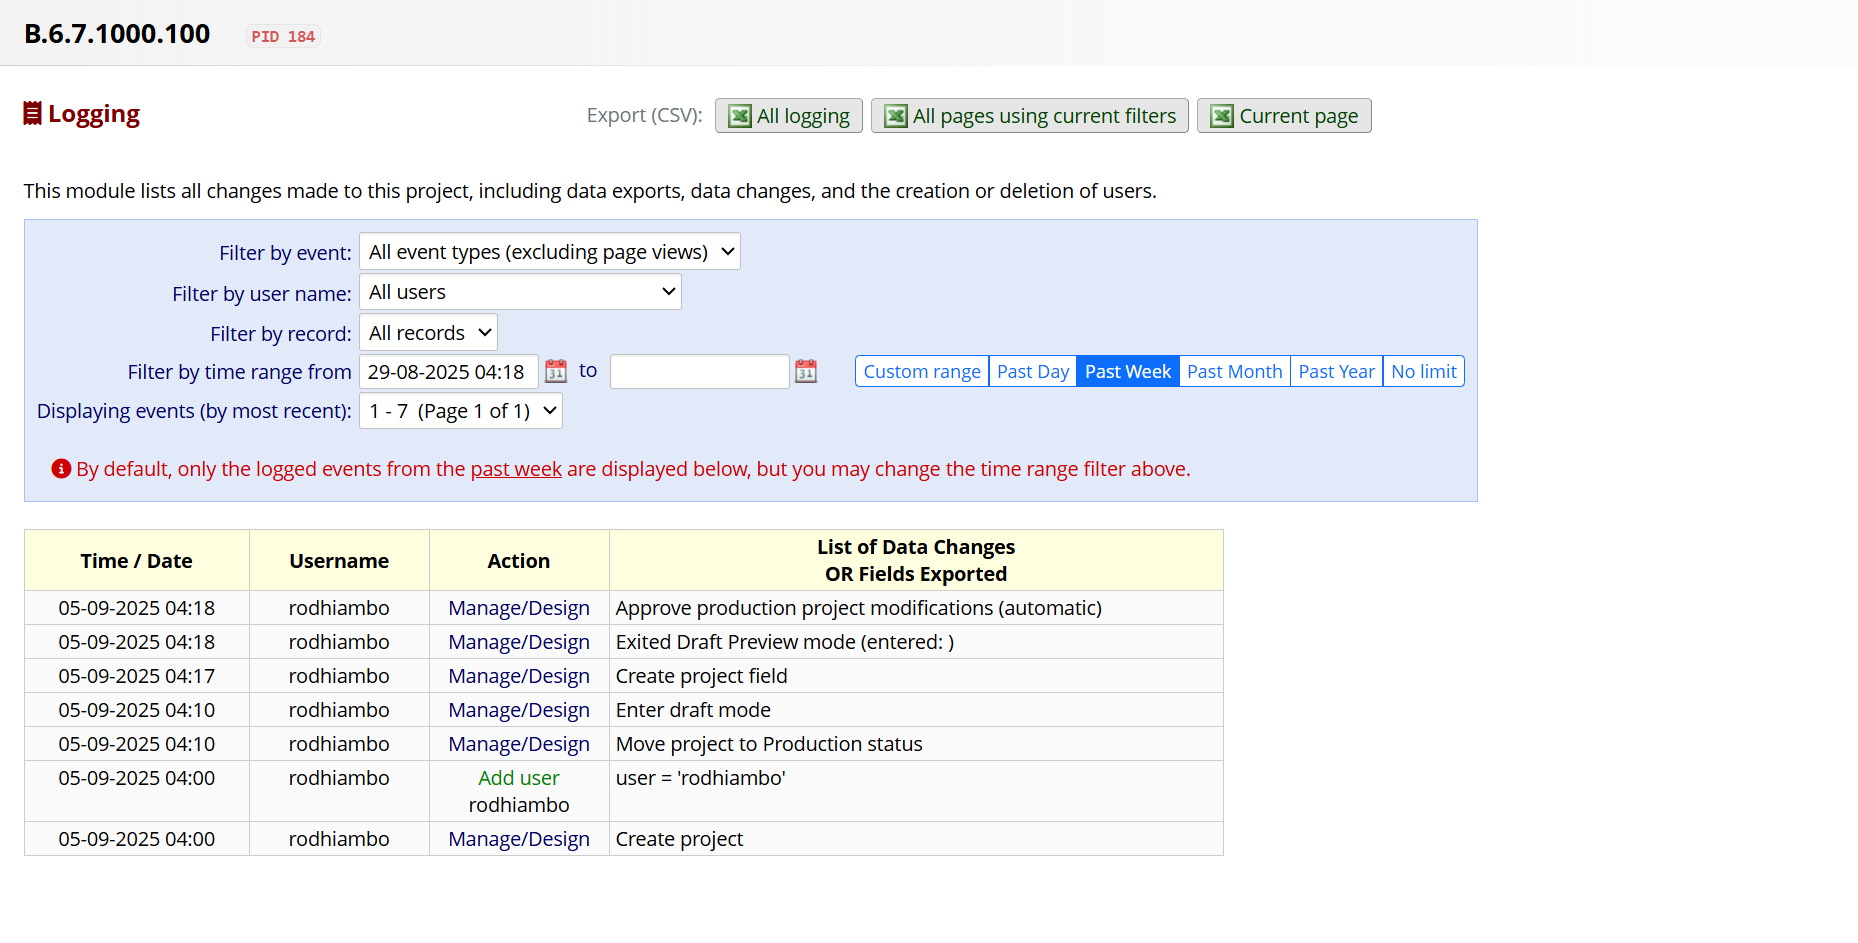 B.6.7.1000.100 PID 184
Logging Export (CSV): All logging All pages using current filters Current page
This module lists all changes made to this project, including data exports, data changes, and the creation or deletion of users.
Filter by event: All event types (excluding page views)
Filter by user name: All users
Filter by record: All records
Filter by time range from 29-08-2025 04:18 31 to 31 Custom range Past Day Past Week Past Month Past Year No limit
Displaying events (by most recent): 1 - 7 (Page 1 of 1)
By default, only the logged events from the past week are displayed below, but you may change the time range filter above.
Time / Date Username Action List of Data Changes
OR Fields Exported
05-09-2025 04:18 rodhiambo Manage/Design Approve production project modifications (automatic)
05-09-2025 04:18 rodhiambo Manage/Design Exited Draft Preview mode (entered: )
05-09-2025 04:17 rodhiambo Manage/Design Create project field
05-09-2025 04:10 rodhiambo Manage/Design Enter draft mode
05-09-2025 04:10 rodhiambo Manage/Design Move project to Production status
05-09-2025 04:00 rodhiambo Add user user = 'rodhiambo'
rodhiambo
05-09-2025 04:00 rodhiambo Manage/Design Create project